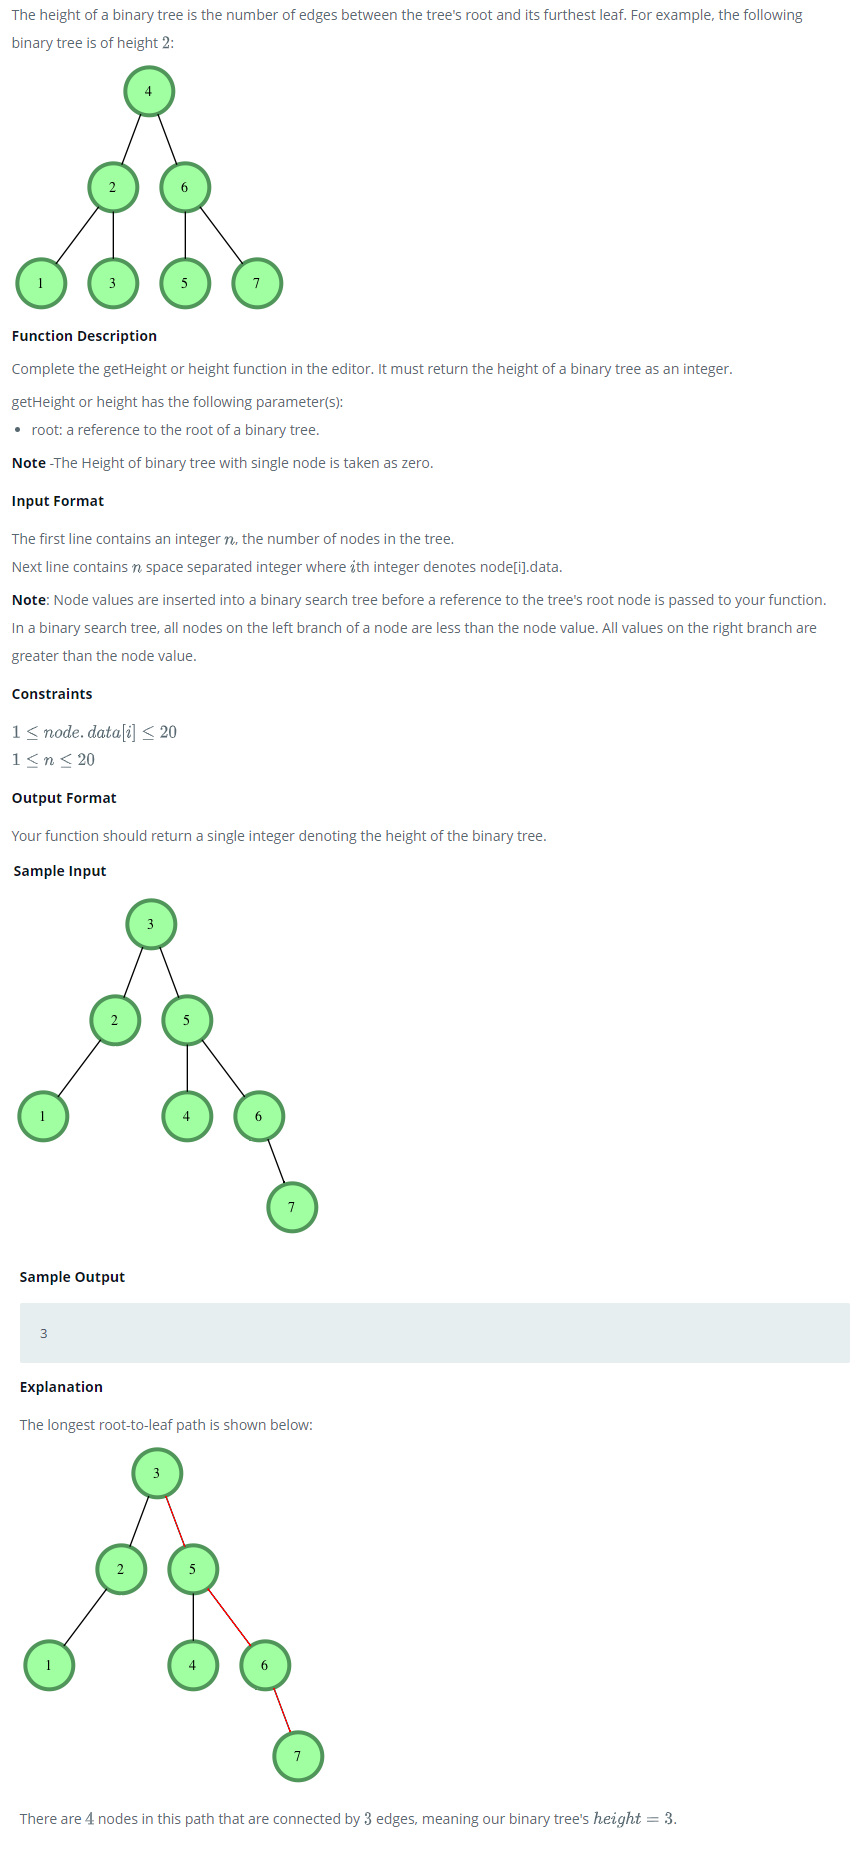 The height of a binary tree is the number of edges between the tree's root and its furthest leaf. For example, the following
binary tree is of height 2:
4
2 6
1 3 5 7
Function Description
Complete the getHeight or height function in the editor. It must return the height of a binary tree as an integer.
getHeight or height has the following parameter(s):
• root: a reference to the root of a binary tree.
Note -The Height of binary tree with single node is taken as zero.
Input Format
The first line contains an integer n, the number of nodes in the tree.
Next line contains n space separated integer where ith integer denotes node[i].data.
Note: Node values are inserted into a binary search tree before a reference to the tree's root node is passed to your function.
In a binary search tree, all nodes on the left branch of a node are less than the node value. All values on the right branch are
greater than the node value.
Constraints
1 ≤ node. data[i] ≤ 20
1 ≤ n ≤ 20
Output Format
Your function should return a single integer denoting the height of the binary tree.
Sample Input
3
2 5
1 4 6
7
Sample Output
3
Explanation
The longest root-to-leaf path is shown below:
3
2 5
1 4 6
7
There are 4 nodes in this path that are connected by 3 edges, meaning our binary tree's height = 3.